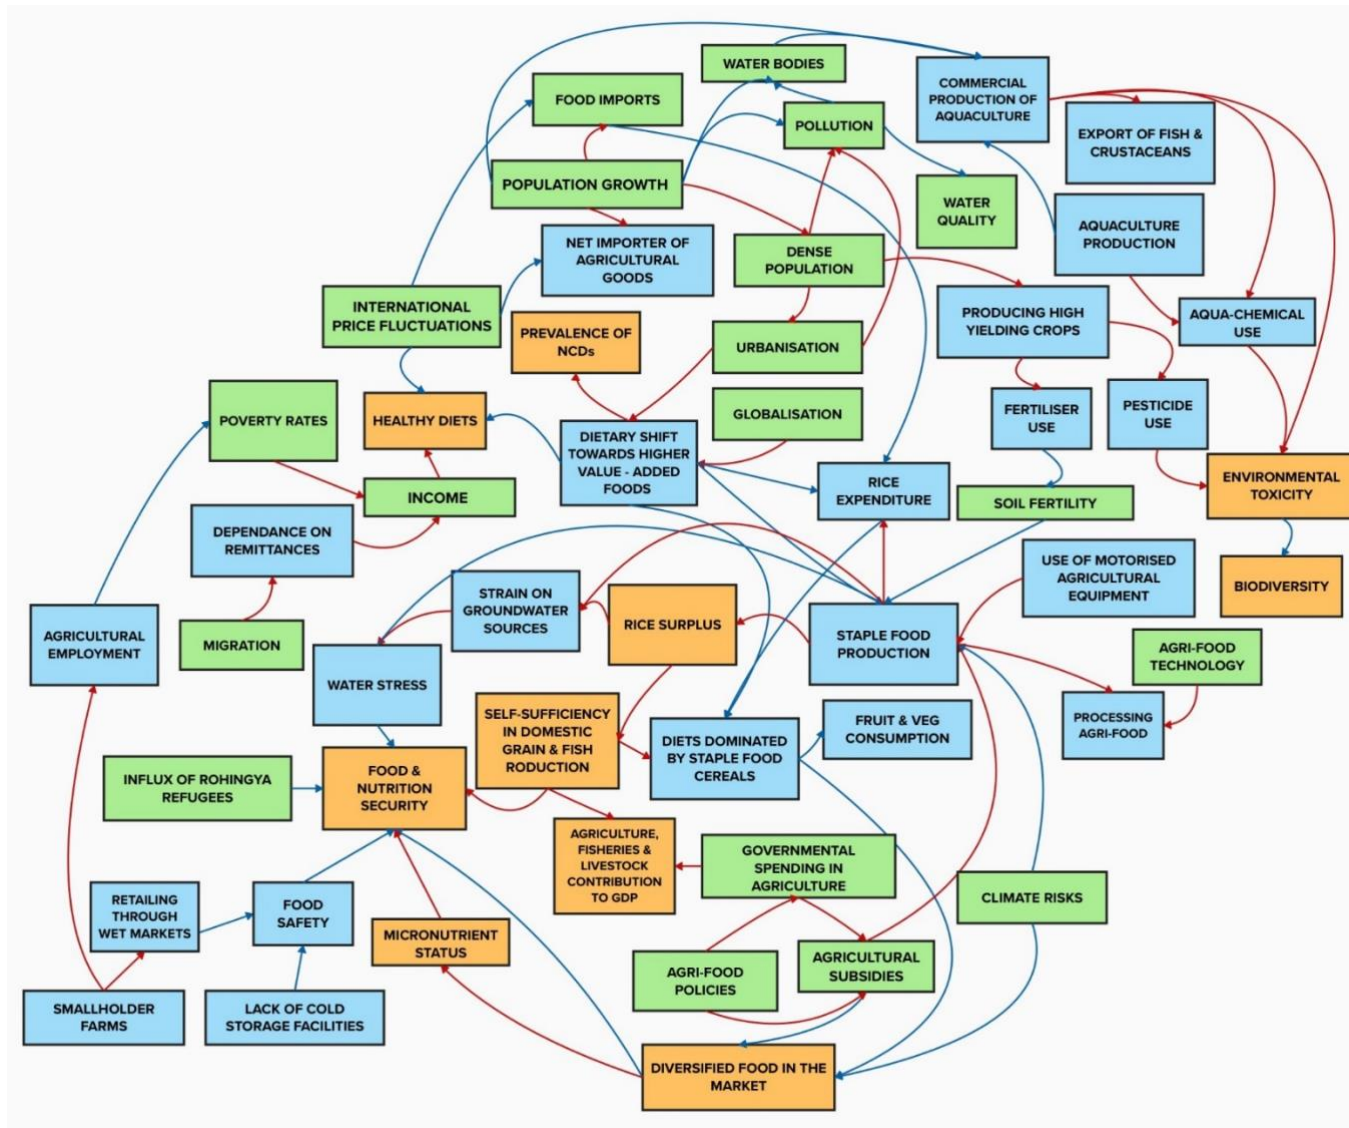 WATER BODIES
COMMERCIAL
PRODUCTION OF
AQUACULTURE
FOOD IMPORTS
POLLUTION
EXPORT OF FISH &
CRUSTACEANS
POPULATION GROWTH
WATER
QUALITY
AQUACULTURE
PRODUCTION
NET IMPORTER OF
AGRICULTURAL
GOODS
DENSE
POPULATION
INTERNATIONAL
PRICE FLUCTUATIONS
PREVALENCE OF
NCDs
URBANISATION
PRODUCING HIGH
YIELDING CROPS
AQUA-CHEMICAL
USE
POVERTY RATES
HEALTHY DIETS
GLOBALISATION
FERTILISER
USE
PESTICIDE
USE
DIETARY SHIFT
TOWARDS HIGHER
VALUE - ADDED
FOODS
RICE
EXPENDITURE
ENVIRONMENTAL
TOXICITY
INCOME
SOIL FERTILITY
DEPENDANCE ON
REMITTANCES
USE OF MOTORISED
AGRICULTURAL
EQUIPMENT
BIODIVERSITY
STRAIN ON
GROUNDWATER
SOURCES
RICE SURPLUS
STAPLE FOOD
PRODUCTION
AGRICULTURAL
EMPLOYMENT
MIGRATION
AGRI-FOOD
TECHNOLOGY
WATER STRESS
PROCESSING
AGRI-FOOD
SELF-SUFFICIENCY
IN DOMESTIC
GRAIN & FISH
RODUCTION
DIETS DOMINATED
BY STAPLE FOOD
CEREALS
FRUIT & VEG
CONSUMPTION
INFLUX OF ROHINGYA
REFUGEES
FOOD &
NUTRITION
SECURITY
AGRICULTURE,
FISHERIES &
LIVESTOCK
CONTRIBUTION
TO GDP
GOVERNMENTAL
SPENDING IN
AGRICULTURE
CLIMATE RISKS
RETAILING
THROUGH
WET MARKETS
FOOD
SAFETY
MICRONUTRIENT
STATUS
AGRI-FOOD
POLICIES
AGRICULTURAL
SUBSIDIES
SMALLHOLDER
FARMS
LACK OF COLD
STORAGE FACILITIES
DIVERSIFIED FOOD IN THE
MARKET